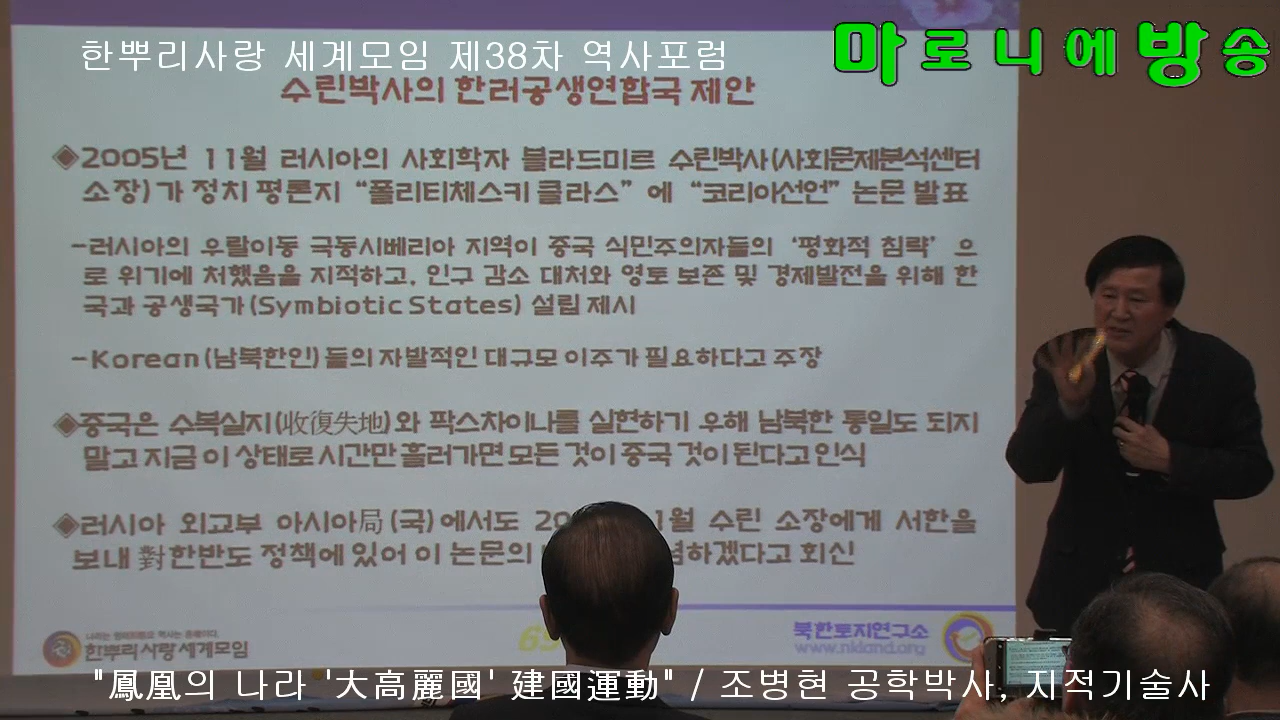 한뿌리사랑 세계모임 제38차 역사포럼
마로니에방송
수린박사의 한러공생연합국 제안
◈2005년 11월 러시아의 사회학자 블라드미르 수린박사(사회문제분석센터
소장)가 정치 평론지 “폴리티체스키 클라스”에 “코리아선언” 논문 발표
-러시아의 우랄이동 극동시베리아 지역이 중국 식민주의자들의 ‘평화적 침략’으
로 위기에 처했음을 지적하고, 인구 감소 대처와 영토 보존 및 경제발전을 위해 한
국과 공생국가(Symbiotic States) 설립 제시
-Korean(남북한인)들의 자발적인 대규모 이주가 필요하다고 주장
◈중국은 수복실지(收復失地)와 팍스차이나를 실현하기 우해 남북한 통일도 되지
말고 지금 이 상태로 시간만 흘러가면 모든 것이 중국 것이 된다고 인식
◈러시아 외교부 아시아局(국)에서도 20 1월 수린 소장에게 서한을
보내 對한반도 정책에 있어 이 논문의 하겠다고 회신
한뿌리사랑세계모임
북한토지연구소
www.nkland.org
"鳳凰의 나라 '大高麗國' 建國運動" / 조병현 공학박사, 지적기술사